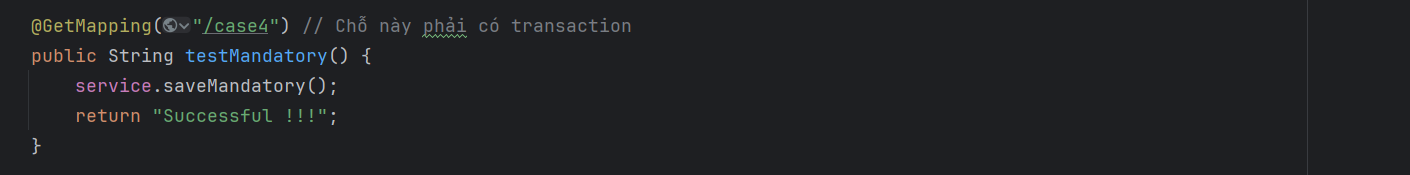 @GetMapping("/case4") // Chỗ này phải có transaction
public String testMandatory() {
    service.saveMandatory();
    return "Successful !!!";
}